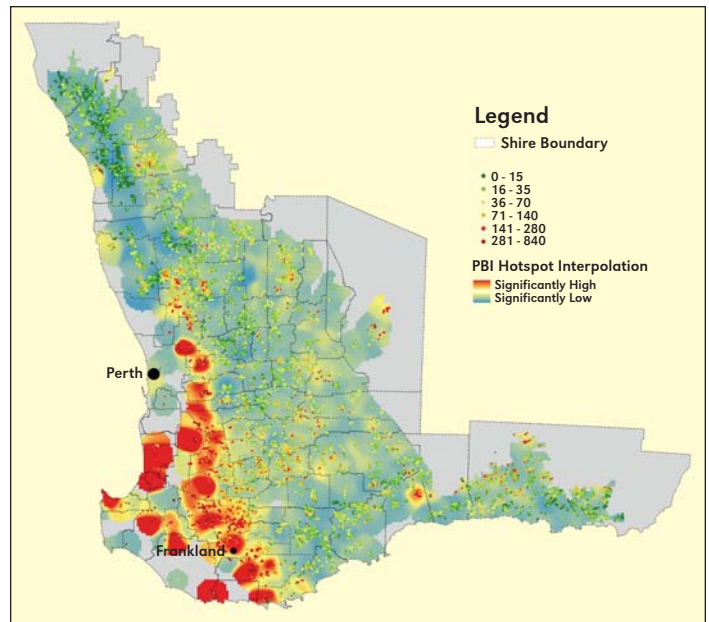 Legend
Shire Boundary
0 - 15
16 - 35
36 - 70
71 - 140
141 - 280
281 - 840
PBI Hotspot Interpolation
Significantly High
Significantly Low
Perth
Frankland